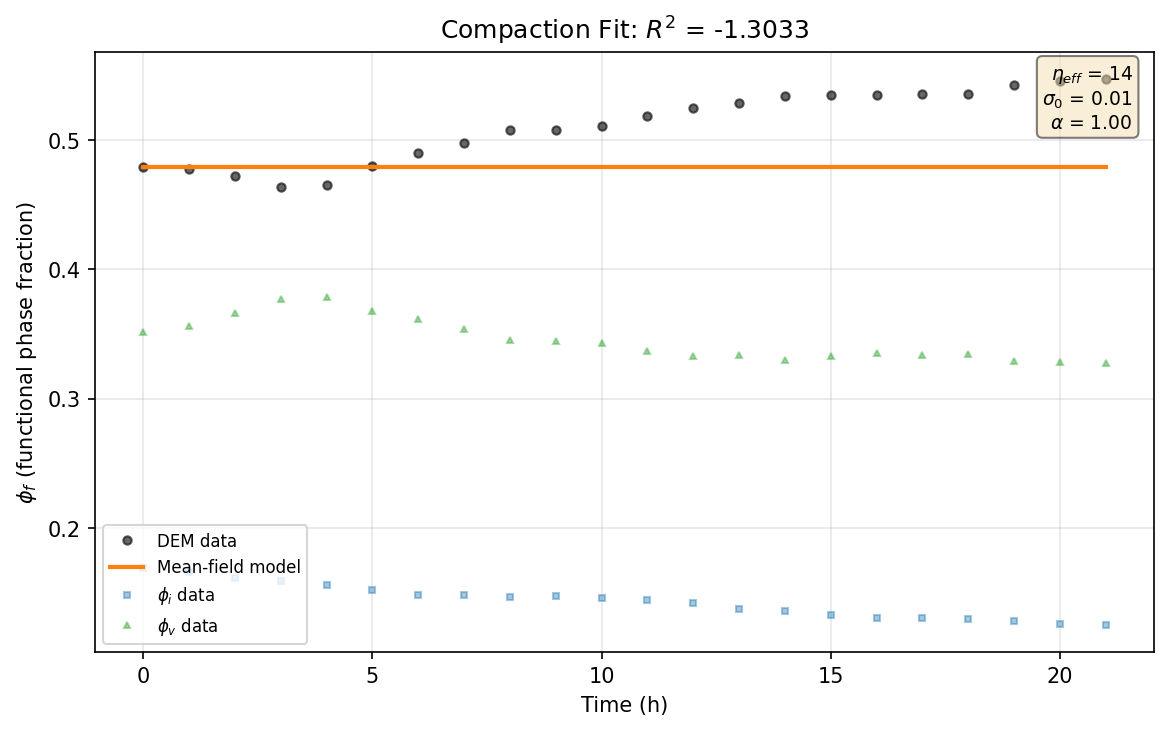 Compaction Fit: R² = -1.3033
η_eff = 14
σ₀ = 0.01
α = 1.00
ϕ_f (functional phase fraction)
0.5
0.4
0.3
0.2
DEM data
Mean-field model
ϕ_i data
ϕ_v data
0
5
10
15
20
Time (h)